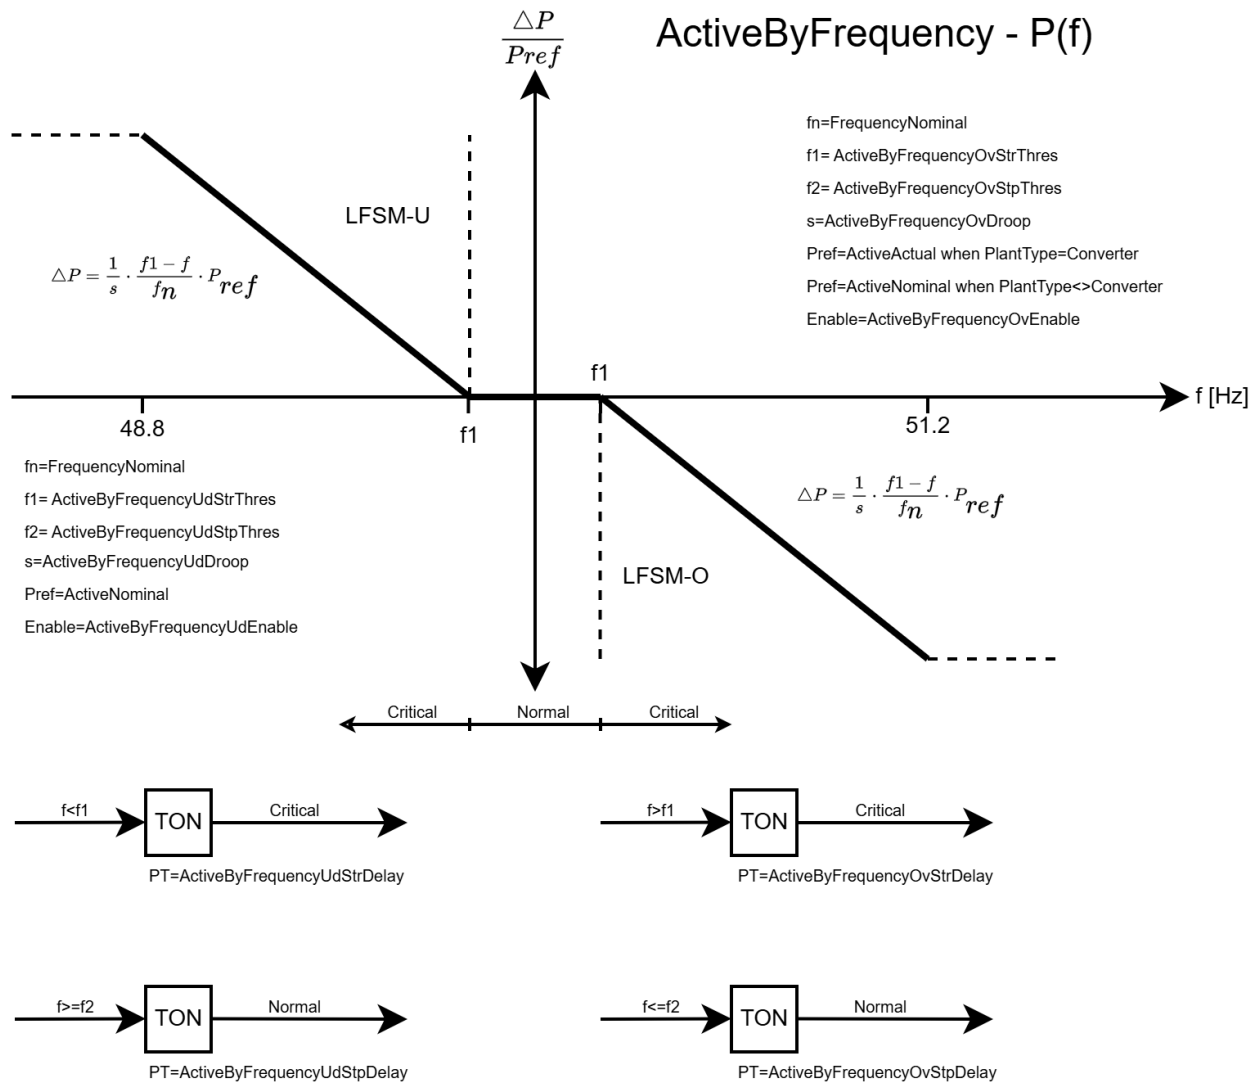 △P
Pref
ActiveByFrequency - P(f)
fn=FrequencyNominal
f1= ActiveByFrequencyOvStrThres
f2= ActiveByFrequencyOvStpThres
s=ActiveByFrequencyOvDroop
Pref=ActiveActual when PlantType=Converter
Pref=ActiveNominal when PlantType<>Converter
Enable=ActiveByFrequencyOvEnable
LFSM-U
△P = 1/s · (f1 − f)/fn · Pref
f1
f [Hz]
48.8
f1
51.2
fn=FrequencyNominal
f1= ActiveByFrequencyUdStrThres
f2= ActiveByFrequencyUdStpThres
s=ActiveByFrequencyUdDroop
Pref=ActiveNominal
Enable=ActiveByFrequencyUdEnable
△P = 1/s · (f1 − f)/fn · Pref
LFSM-O
Critical
Normal
Critical
f<f1
TON
Critical
PT=ActiveByFrequencyUdStrDelay
f>f1
TON
Critical
PT=ActiveByFrequencyOvStrDelay
f>=f2
TON
Normal
PT=ActiveByFrequencyUdStpDelay
f<=f2
TON
Normal
PT=ActiveByFrequencyOvStpDelay